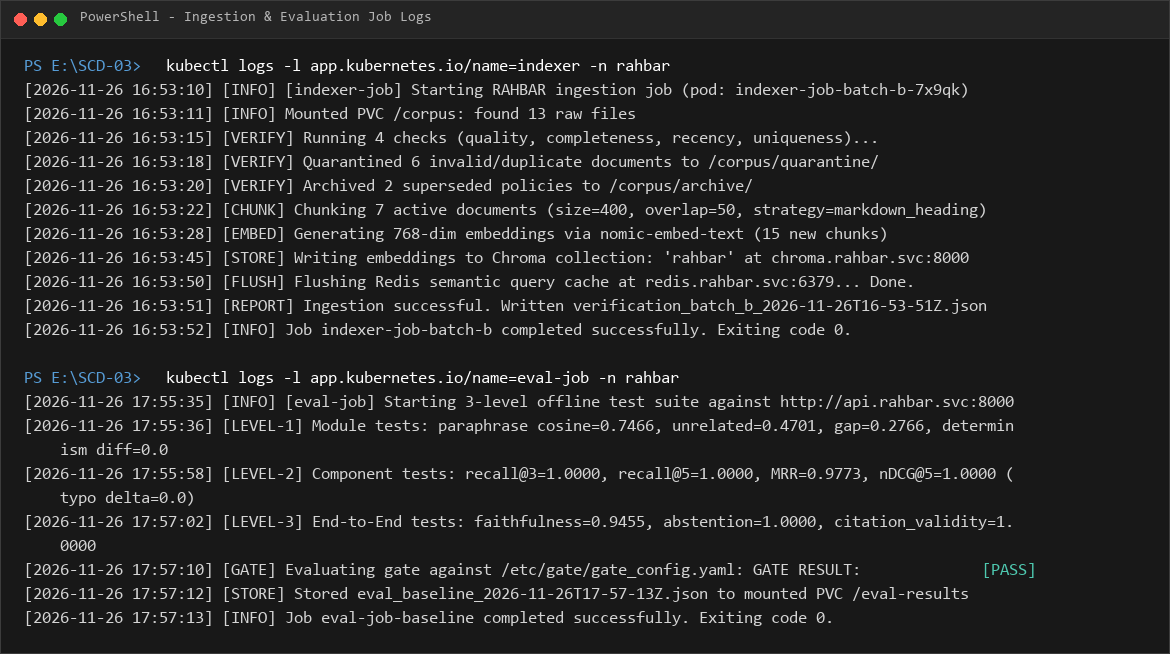 PowerShell - Ingestion & Evaluation Job Logs
PS E:\SCD-03> kubectl logs -l app.kubernetes.io/name=indexer -n rahbar
[2026-11-26 16:53:10] [INFO] [indexer-job] Starting RAHBAR ingestion job (pod: indexer-job-batch-b-7x9qk)
[2026-11-26 16:53:11] [INFO] Mounted PVC /corpus: found 13 raw files
[2026-11-26 16:53:15] [VERIFY] Running 4 checks (quality, completeness, recency, uniqueness)...
[2026-11-26 16:53:18] [VERIFY] Quarantined 6 invalid/duplicate documents to /corpus/quarantine/
[2026-11-26 16:53:20] [VERIFY] Archived 2 superseded policies to /corpus/archive/
[2026-11-26 16:53:22] [CHUNK] Chunking 7 active documents (size=400, overlap=50, strategy=markdown_heading)
[2026-11-26 16:53:28] [EMBED] Generating 768-dim embeddings via nomic-embed-text (15 new chunks)
[2026-11-26 16:53:45] [STORE] Writing embeddings to Chroma collection: 'rahbar' at chroma.rahbar.svc:8000
[2026-11-26 16:53:50] [FLUSH] Flushing Redis semantic query cache at redis.rahbar.svc:6379... Done.
[2026-11-26 16:53:51] [REPORT] Ingestion successful. Written verification_batch_b_2026-11-26T16-53-51Z.json
[2026-11-26 16:53:52] [INFO] Job indexer-job-batch-b completed successfully. Exiting code 0.
PS E:\SCD-03> kubectl logs -l app.kubernetes.io/name=eval-job -n rahbar
[2026-11-26 17:55:35] [INFO] [eval-job] Starting 3-level offline test suite against http://api.rahbar.svc:8000
[2026-11-26 17:55:36] [LEVEL-1] Module tests: paraphrase cosine=0.7466, unrelated=0.4701, gap=0.2766, determin
ism diff=0.0
[2026-11-26 17:55:58] [LEVEL-2] Component tests: recall@3=1.0000, recall@5=1.0000, MRR=0.9773, nDCG@5=1.0000 (
typo delta=0.0)
[2026-11-26 17:57:02] [LEVEL-3] End-to-End tests: faithfulness=0.9455, abstention=1.0000, citation_validity=1.
0000
[2026-11-26 17:57:10] [GATE] Evaluating gate against /etc/gate/gate_config.yaml: GATE RESULT: [PASS]
[2026-11-26 17:57:12] [STORE] Stored eval_baseline_2026-11-26T17-57-13Z.json to mounted PVC /eval-results
[2026-11-26 17:57:13] [INFO] Job eval-job-baseline completed successfully. Exiting code 0.